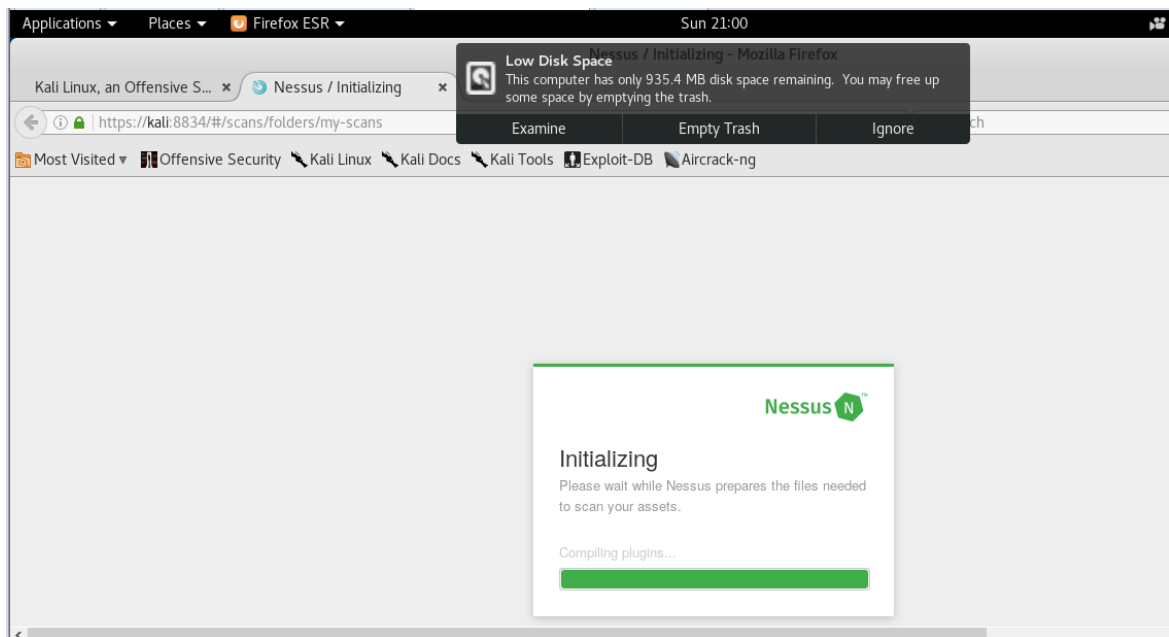 Applications Places Firefox ESR Sun 21:00
Nessus / Initializing - Mozilla Firefox
Low Disk Space
This computer has only 935.4 MB disk space remaining. You may free up
some space by emptying the trash.
Examine Empty Trash Ignore
Kali Linux, an Offensive S... Nessus / Initializing
https://kali:8834/#/scans/folders/my-scans
Most Visited Offensive Security Kali Linux Kali Docs Kali Tools Exploit-DB Aircrack-ng
Nessus N ™
Initializing
Please wait while Nessus prepares the files needed
to scan your assets.
Compiling plugins...